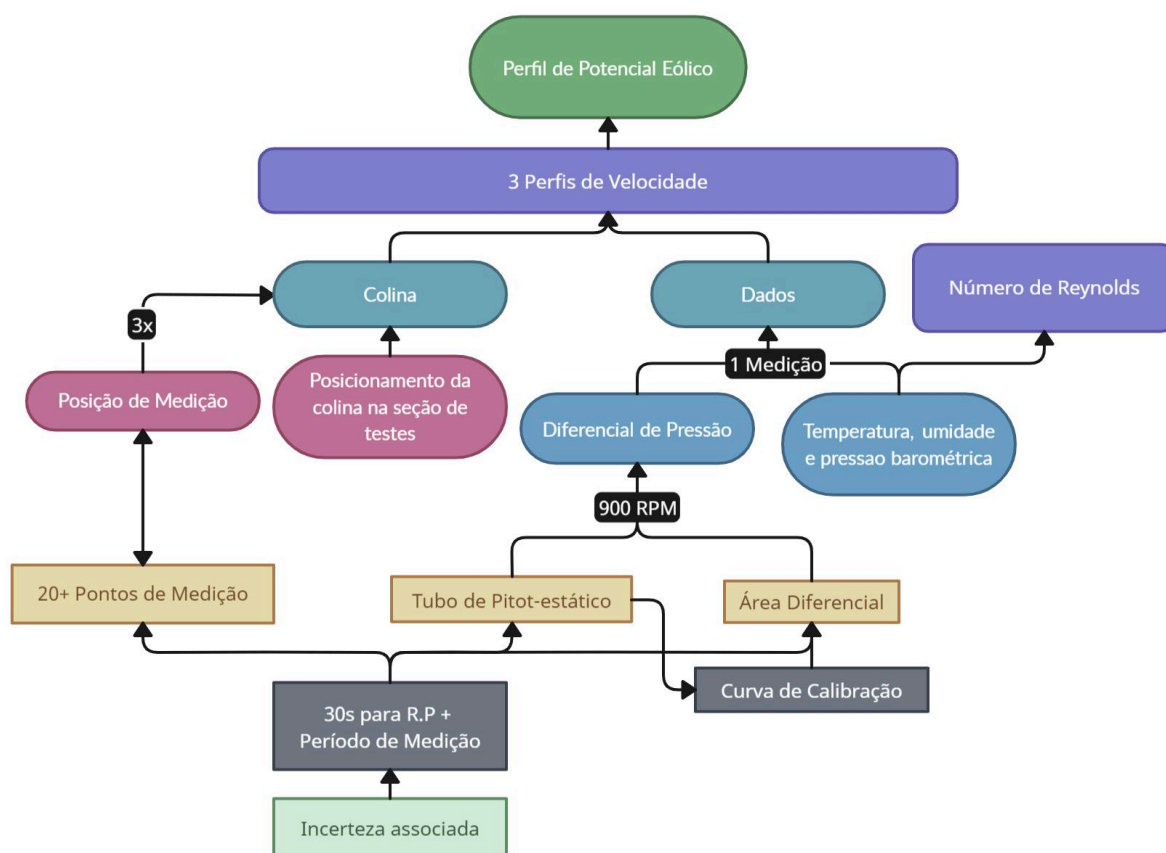 Perfil de Potencial Eólico
3 Perfis de Velocidade
Colina
Dados
Número de Reynolds
3x
1 Medição
Posição de Medição
Posicionamento da
colina na seção de
testes
Diferencial de Pressão
Temperatura, umidade
e pressao barométrica
900 RPM
20+ Pontos de Medição
Tubo de Pitot-estático
Área Diferencial
30s para R.P +
Período de Medição
Curva de Calibração
Incerteza associada